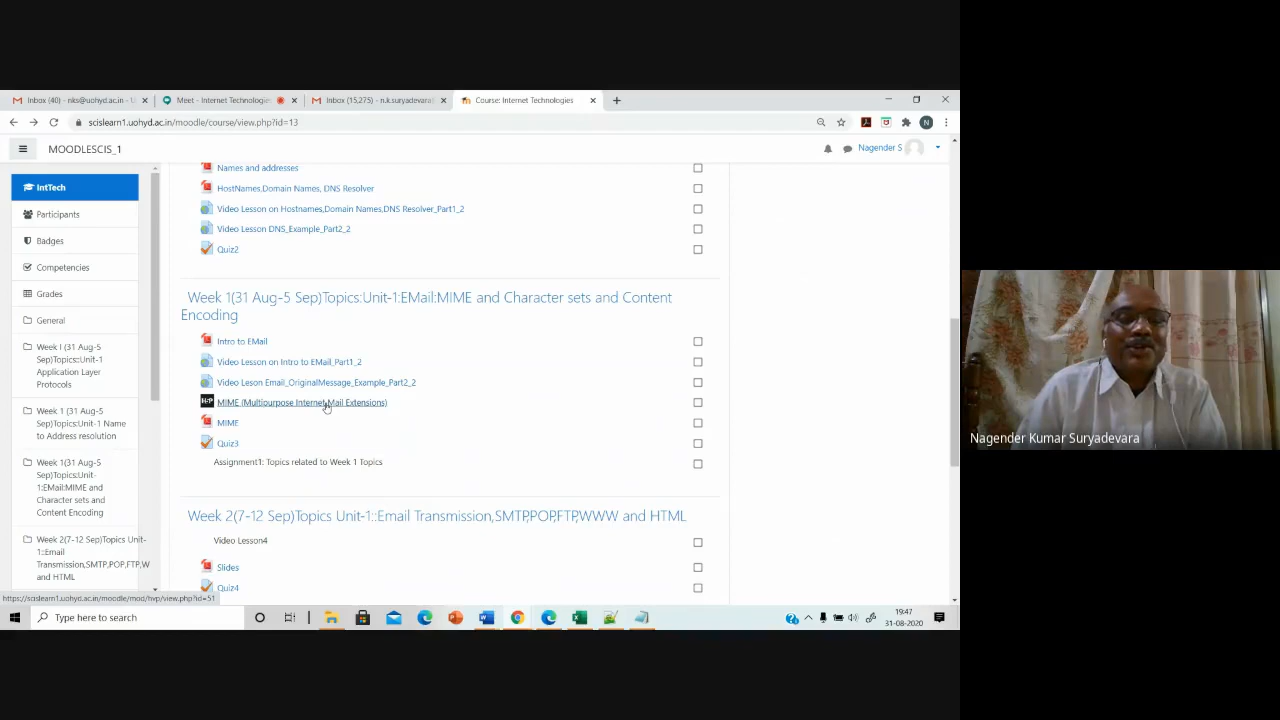 Inbox (40) - nks@uohyd.ac.in - U
Meet - Internet Technologies
Inbox (15,275) - n.k.suryadevara
Course: Internet Technologies
scislearn1.uohyd.ac.in/moodle/course/view.php?id=13
MOODLESCIS_1
Nagender S
IntTech
Participants
Badges
Competencies
Grades
General
Week I (31 Aug-5
Sep)Topics::Unit-1
Application Layer
Protocols
Week 1 (31 Aug-5
Sep)Topics:Unit-1 Name
to Address resolution
Week 1(31 Aug-5
Sep)Topics:Unit-
1:EMail:MIME and
Character sets and
Content Encoding
Week 2(7-12 Sep)Topics Unit-
1::Email
Transmission,SMTP,POP,FTP,W
and HTML
Names and addresses
HostNames,Domain Names, DNS Resolver
Video Lesson on Hostnames,Domain Names,DNS Resolver_Part1_2
Video Lesson DNS_Example_Part2_2
Quiz2
Week 1(31 Aug-5 Sep)Topics:Unit-1:EMail:MIME and Character sets and Content
Encoding
Intro to EMail
Video Lesson on Intro to EMail_Part1_2
Video Leson Email_OriginalMessage_Example_Part2_2
H-P
MIME (Multipurpose Internet Mail Extensions)
MIME
Quiz3
Assignment1: Topics related to Week 1 Topics
Week 2(7-12 Sep)Topics Unit-1::Email Transmission,SMTP,POP,FTP,WWW and HTML
Video Lesson4
Slides
Quiz4
https://scislearn1.uohyd.ac.in/moodle/mod/hvp/view.php?id=51
Type here to search
19:47
31-08-2020
Nagender Kumar Suryadevara